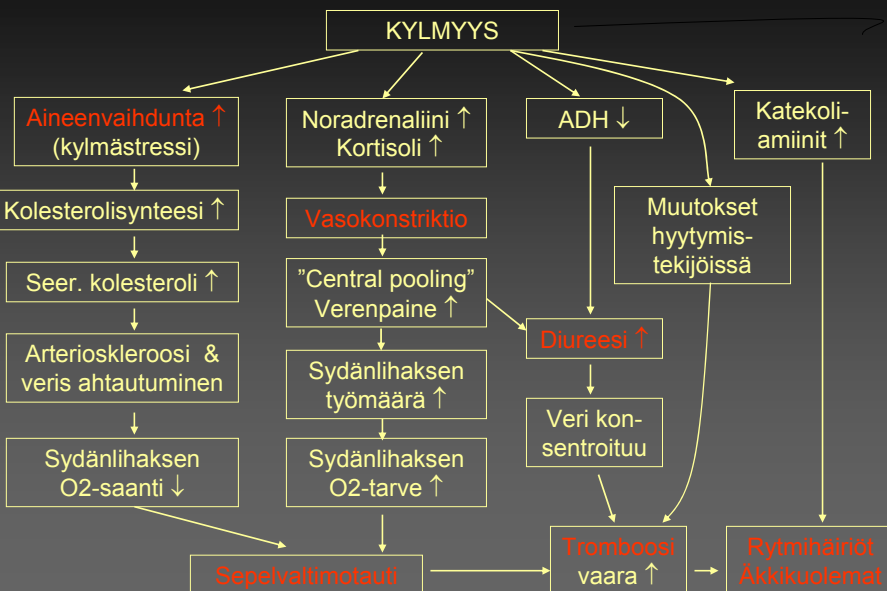 KYLMYYS
Aineenvaihdunta ↑
(kylmästressi)
Kolesterolisynteesi ↑
Seer. kolesteroli ↑
Arterioskleroosi &
veris ahtautuminen
Sydänlihaksen
O2-saanti ↓
Noradrenaliini ↑
Kortisoli ↑
Vasokonstriktio
"Central pooling"
Verenpaine ↑
Sydänlihaksen
työmäärä ↑
Sydänlihaksen
O2-tarve ↑
Sepelvaltimotauti
ADH ↓
Diureesi ↑
Veri kon-
sentroituu
Muutokset
hyytymis-
tekijöissä
Tromboosi
vaara ↑
Katekoli-
amiinit ↑
Rytmihäiriöt
Äkkikuolemat